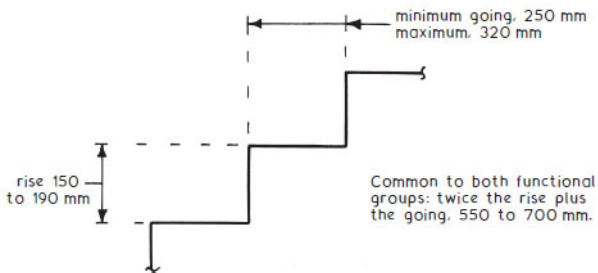 minimum going, 250 mm
maximum, 320 mm
rise 150
to 190 mm
Common to both functional
groups: twice the rise plus
the going, 550 to 700 mm.